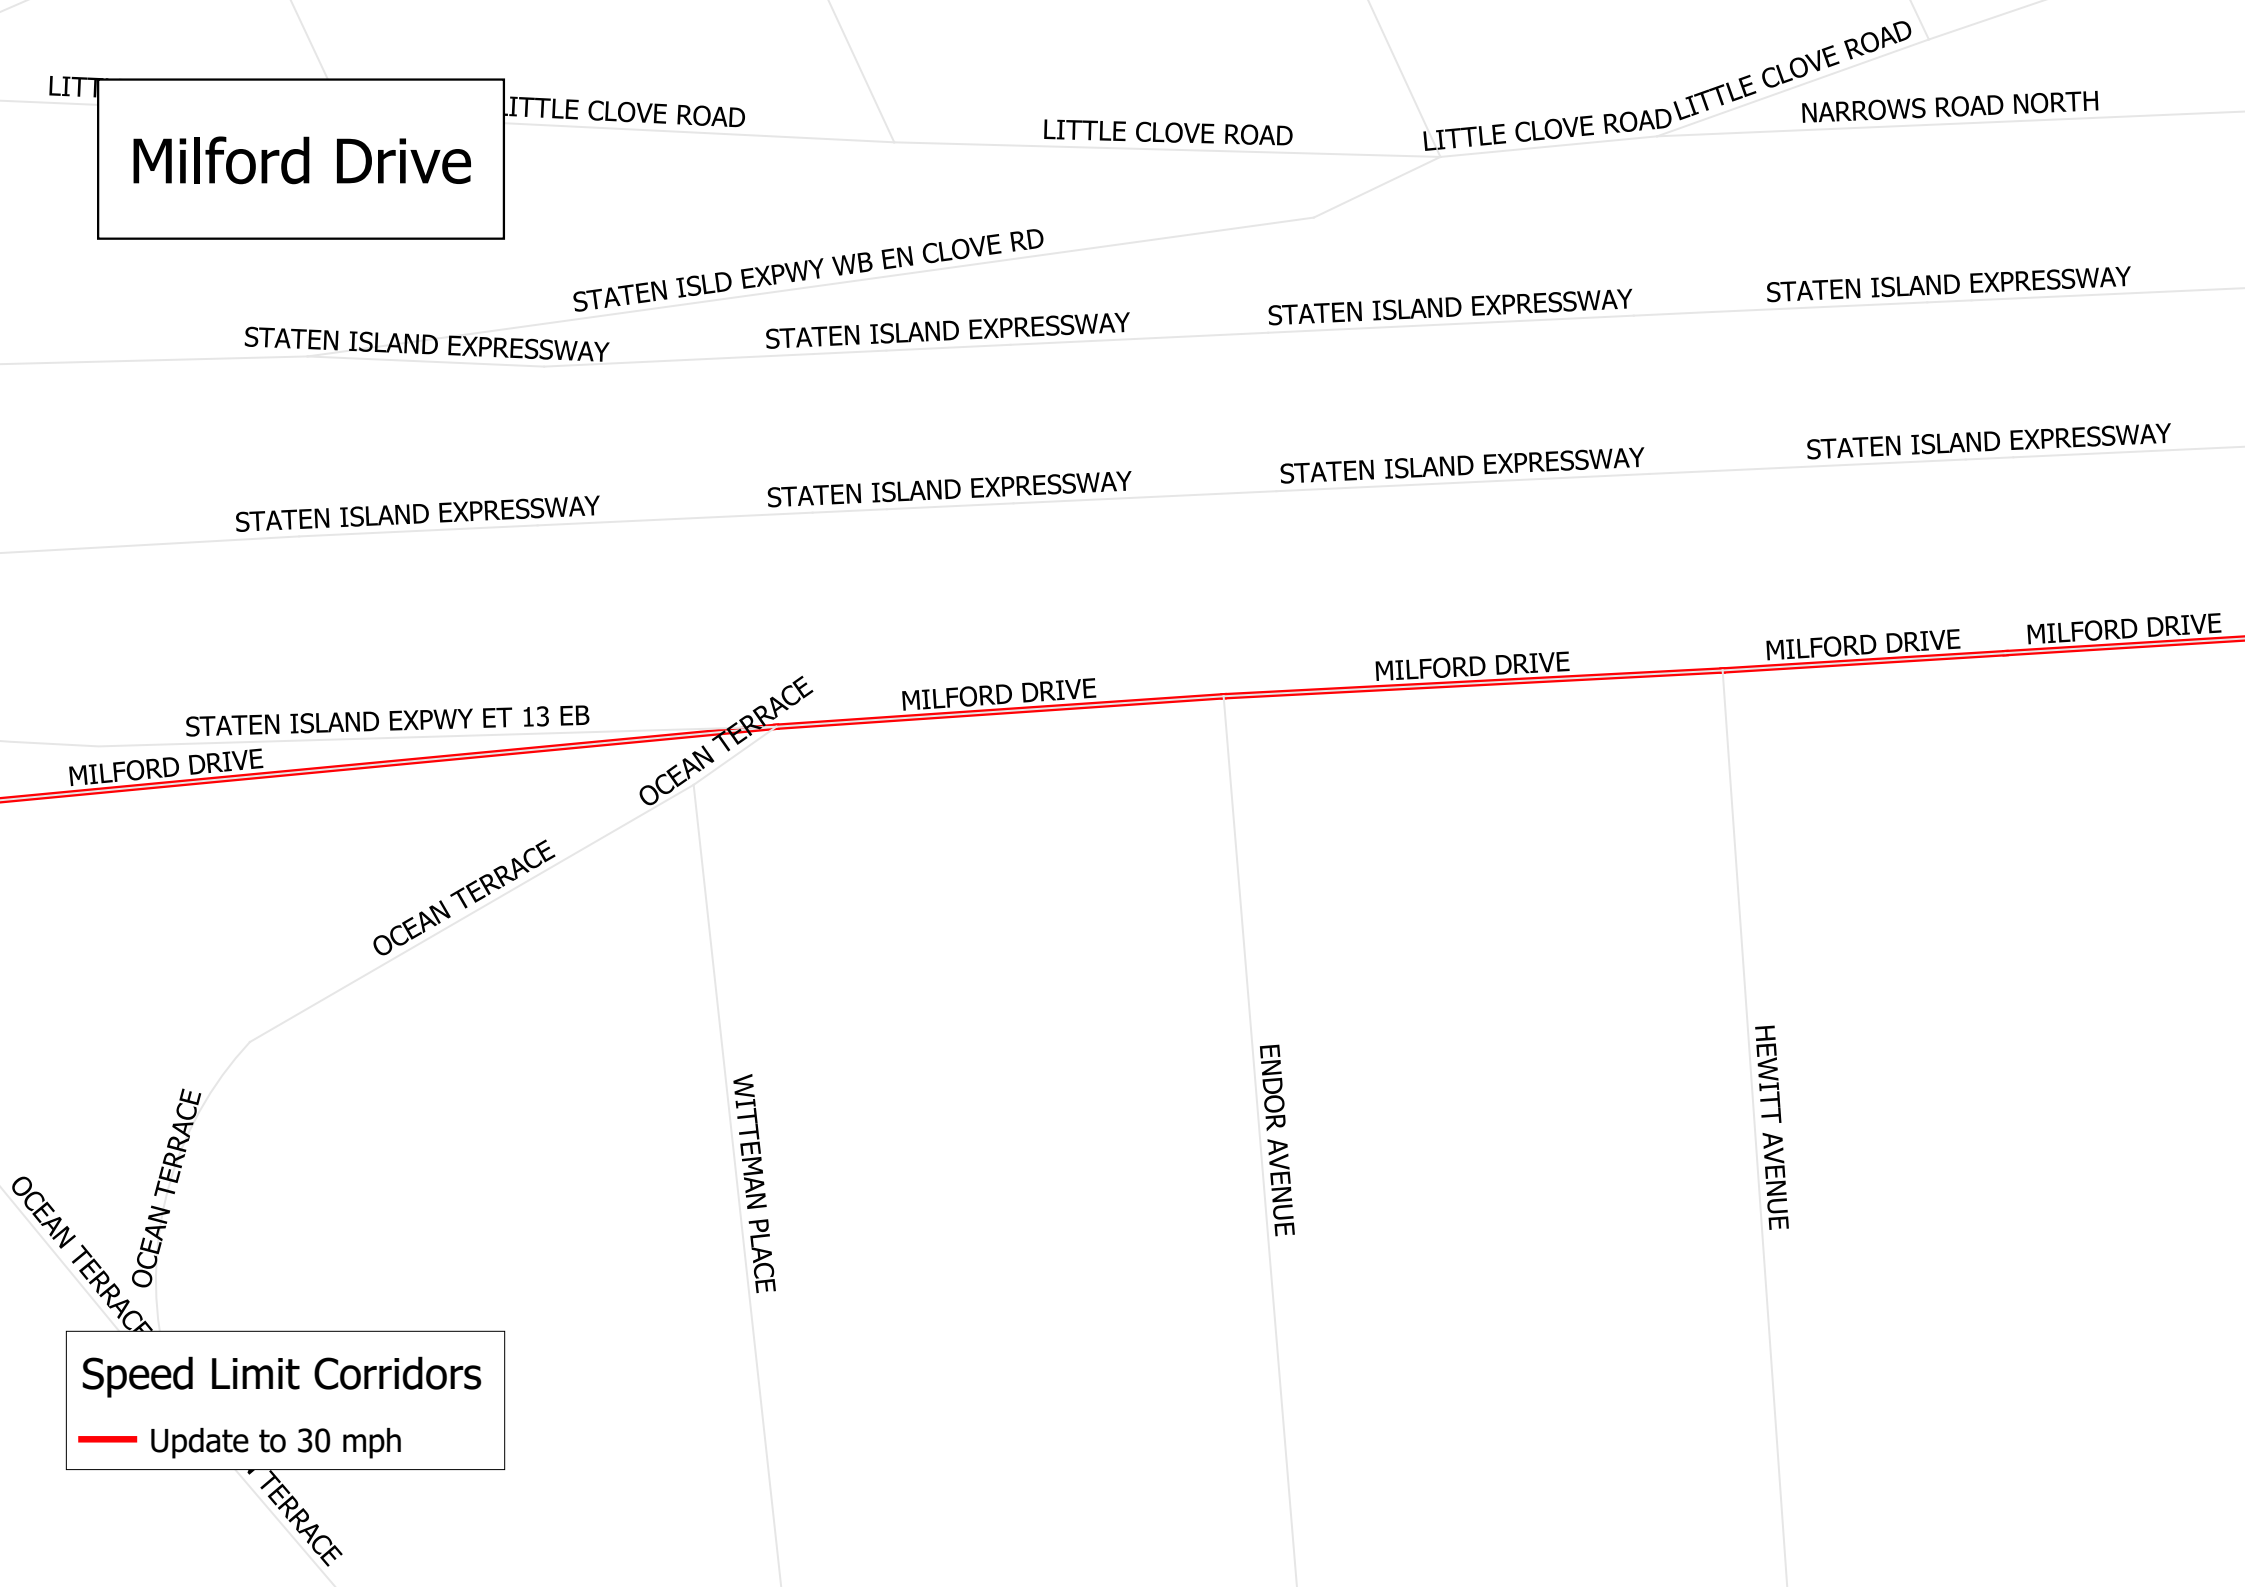 LITTLE CLOVE ROAD
LITTLE CLOVE ROAD
LITTLE CLOVE ROAD
LITTLE CLOVE ROAD
NARROWS ROAD NORTH
Milford Drive
STATEN ISLD EXPWY WB EN CLOVE RD
STATEN ISLAND EXPRESSWAY
STATEN ISLAND EXPRESSWAY
STATEN ISLAND EXPRESSWAY
STATEN ISLAND EXPRESSWAY
STATEN ISLAND EXPRESSWAY
STATEN ISLAND EXPRESSWAY
STATEN ISLAND EXPRESSWAY
STATEN ISLAND EXPRESSWAY
MILFORD DRIVE
MILFORD DRIVE
MILFORD DRIVE
MILFORD DRIVE
STATEN ISLAND EXPWY ET 13 EB
MILFORD DRIVE
OCEAN TERRACE
OCEAN TERRACE
OCEAN TERRACE
OCEAN TERRACE
WITTEMAN PLACE
ENDOR AVENUE
HEWITT AVENUE
Speed Limit Corridors
Update to 30 mph
TERRACE